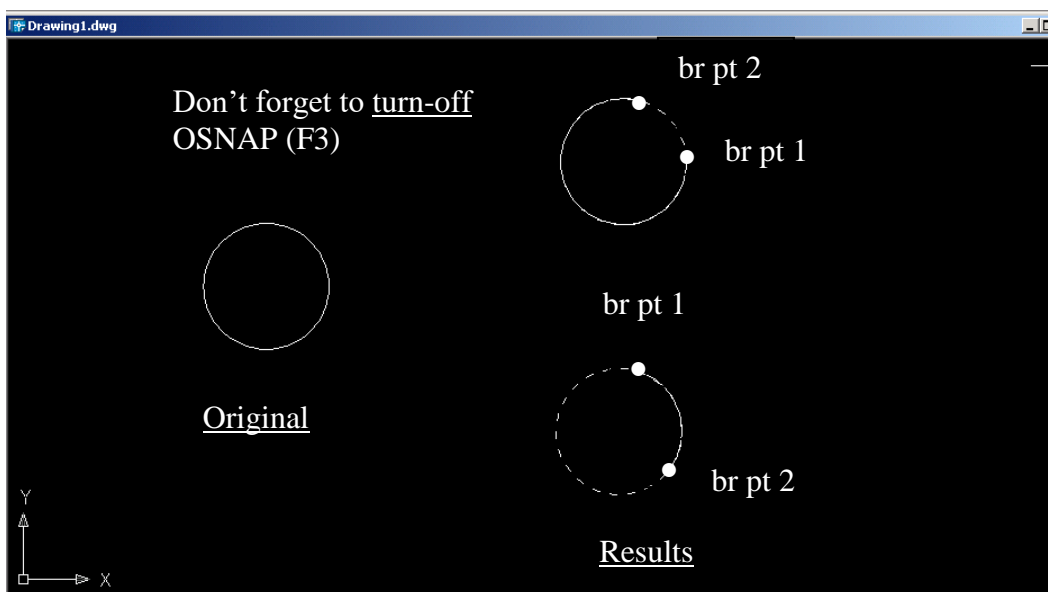 Drawing1.dwg
br pt 2
Don't forget to turn-off
OSNAP (F3)
br pt 1
br pt 1
Original
br pt 2
Results
Y
X